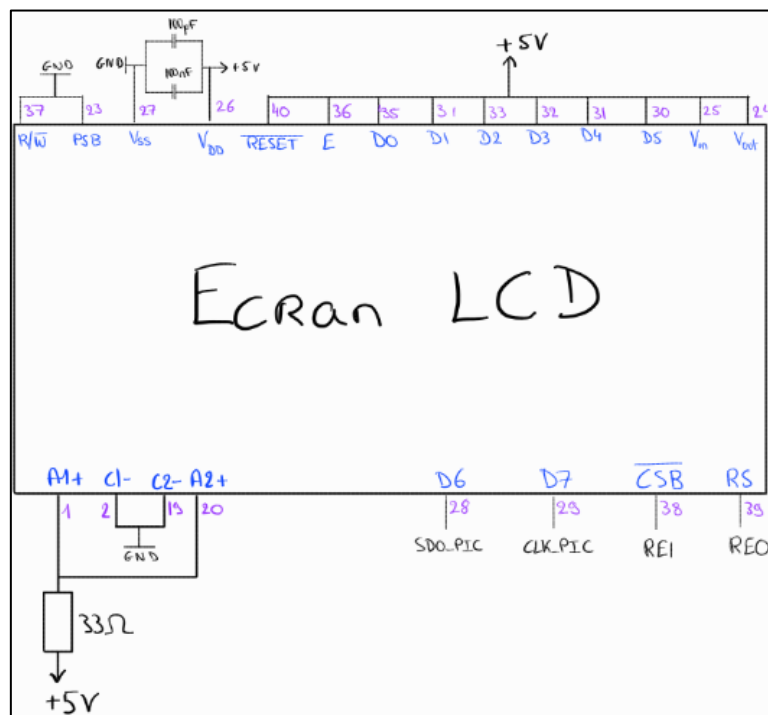 100pF
GND
GND
100nF
+5V
+5V
37 23 27 26 40 36 35 31 33 32 31 30 25 24
R/W̅ PSB Vss VDD R̅E̅S̅E̅T̅ E D0 D1 D2 D3 D4 D5 Vin Vout
ECRan LCD
A1+ C1- C2- A2+ D6 D7 C̅S̅B̅ RS
1 2 19 20 28 29 38 39
GND
SDO_PIC CLK_PIC RE1 RE0
33Ω
+5V